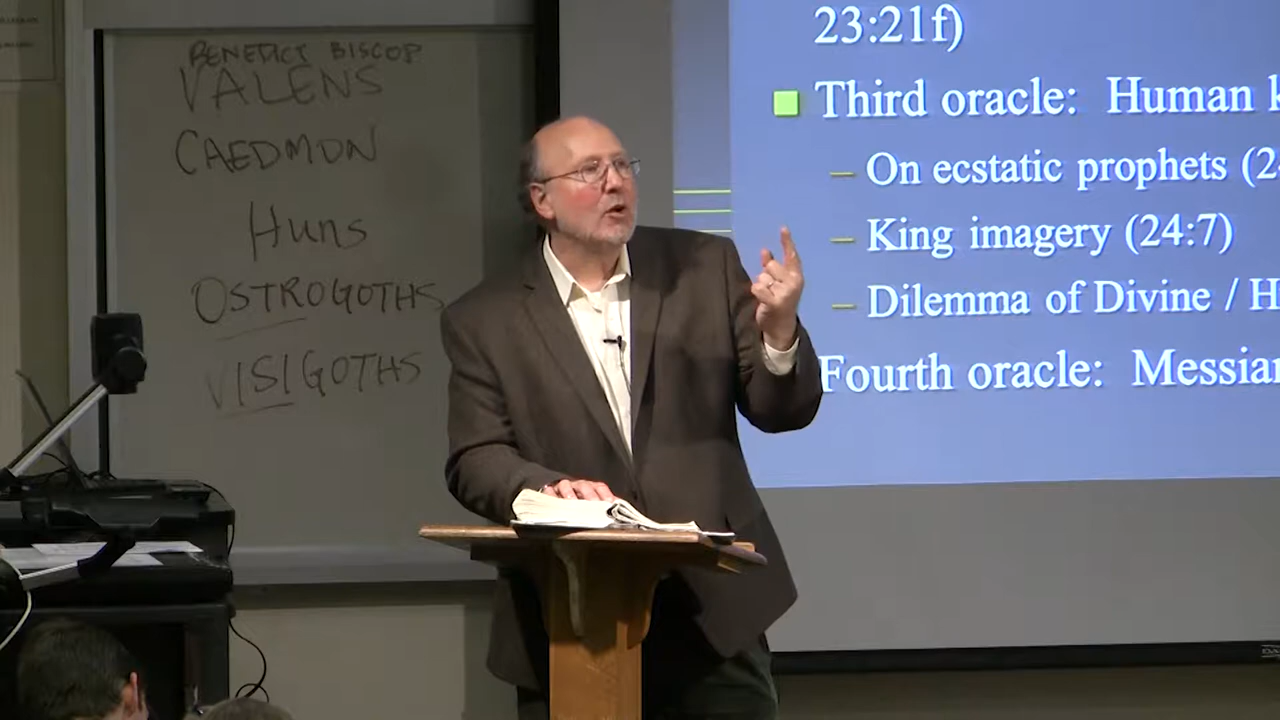 BENEDICT BISCOP
VALENS
CAEDMON
Huns
OSTROGOTHS
VISIGOTHS
23:21f)
Third oracle: Human
On ecstatic prophets
King imagery (24:7)
Dilemma of Divine /
Fourth oracle: